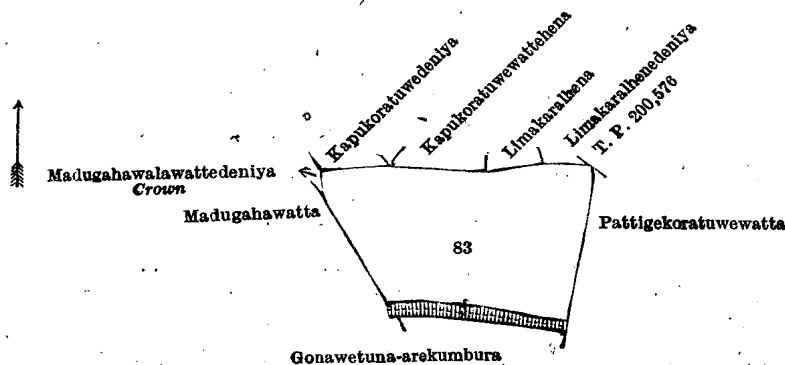 Kapukoratuwedeniya
Kapukoratuwewattehena
Limakaralhena
Limakaralhenedeniya
T. P. 200,576
Madugahawalawattedeniya
Crown
Madugahawatta
Pattigekoratuwewatta
83
Gonawetuna-arekumbura